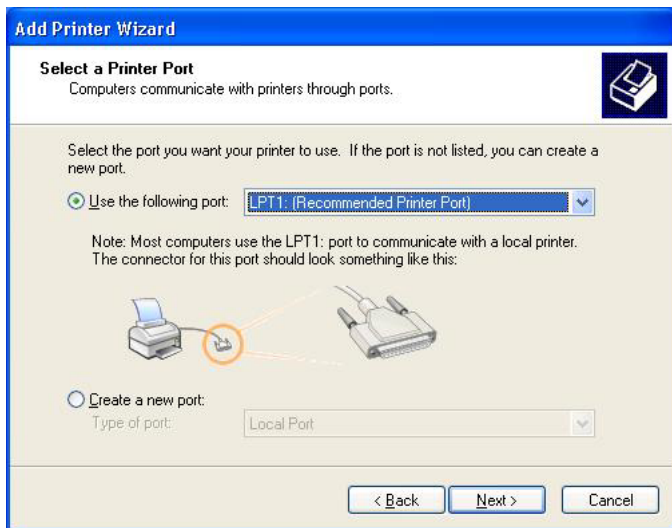 Add Printer Wizard
Select a Printer Port
Computers communicate with printers through ports.
Select the port you want your printer to use. If the port is not listed, you can create a
new port.
Use the following port: LPT1: (Recommended Printer Port)
Note: Most computers use the LPT1: port to communicate with a local printer.
The connector for this port should look something like this:
Create a new port:
Type of port: Local Port
< Back Next > Cancel